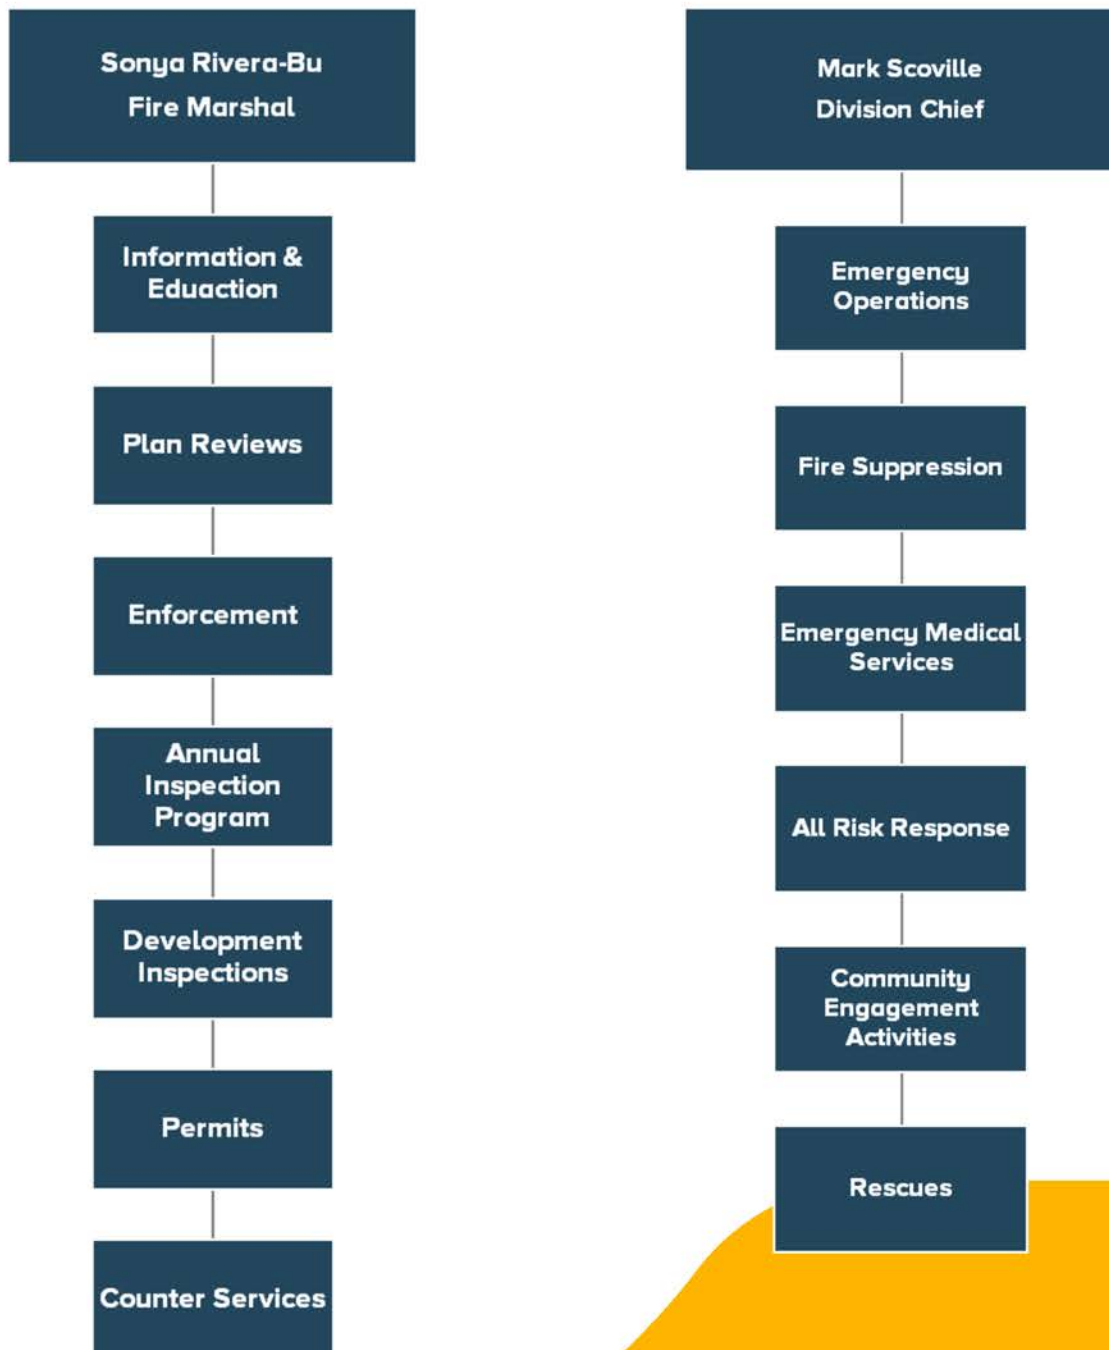 Sonya Rivera-Bu
Fire Marshal
Information &
Eduaction
Plan Reviews
Enforcement
Annual
Inspection
Program
Development
Inspections
Permits
Counter Services
Mark Scoville
Division Chief
Emergency
Operations
Fire Suppression
Emergency Medical
Services
All Risk Response
Community
Engagement
Activities
Rescues